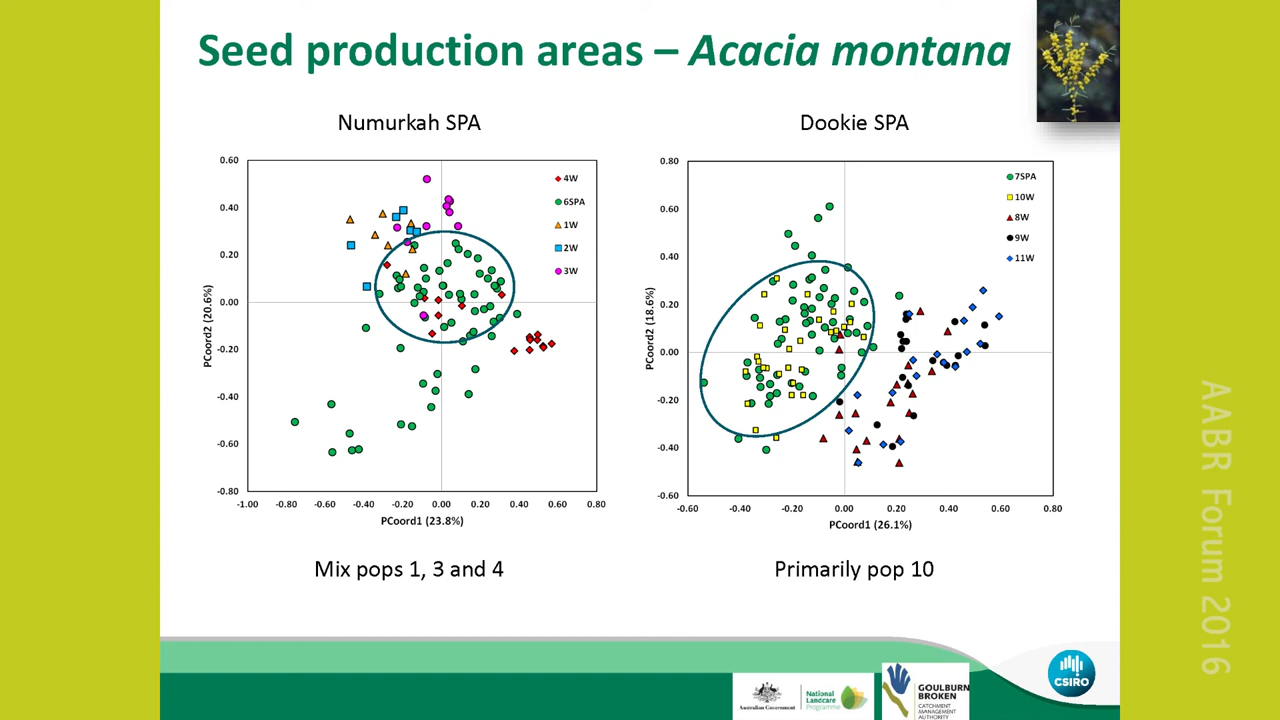 Seed production areas – Acacia montana
Numurkah SPA
0.60
0.40
0.20
0.00
-0.20
-0.40
-0.60
-0.80
-1.00 -0.80 -0.60 -0.40 -0.20 0.00 0.20 0.40 0.60 0.80
PCoord2 (20.6%)
PCoord1 (23.8%)
4W
6SPA
1W
2W
3W
Mix pops 1, 3 and 4
Dookie SPA
0.80
0.60
0.40
0.20
0.00
-0.20
-0.40
-0.60
-0.60 -0.40 -0.20 0.00 0.20 0.40 0.60 0.80
PCoord2 (18.6%)
PCoord1 (26.1%)
7SPA
10W
8W
9W
11W
Primarily pop 10
AABR Forum 2016
Australian Government
National
Landcare
Programme
GOULBURN
BROKEN
CATCHMENT
MANAGEMENT
AUTHORITY
CSIRO